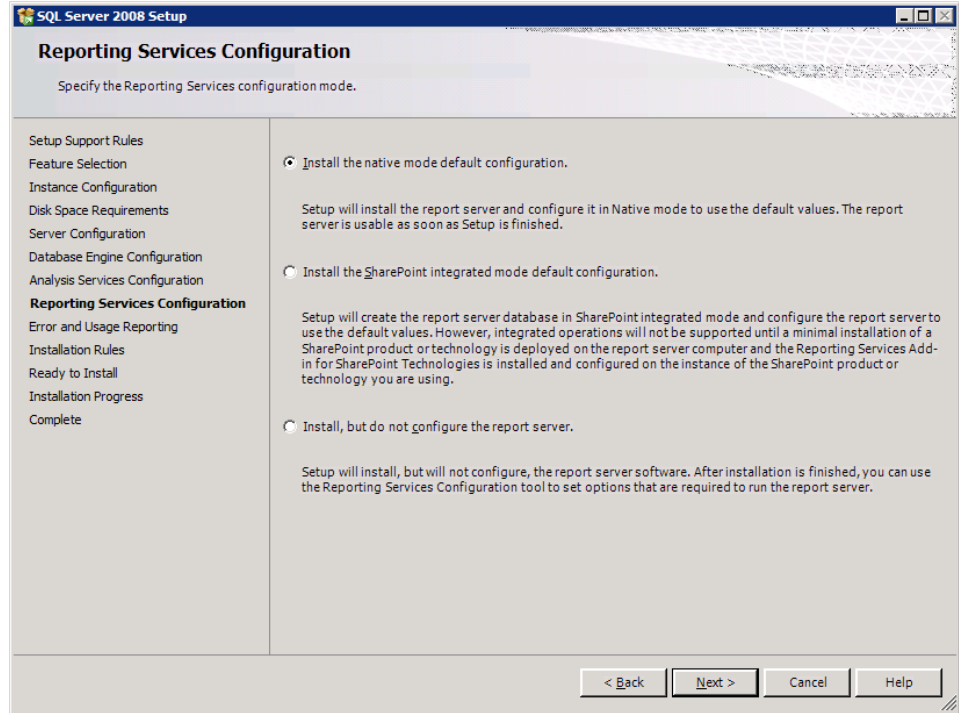 SQL Server 2008 Setup
Reporting Services Configuration
Specify the Reporting Services configuration mode.
Setup Support Rules
Feature Selection
Instance Configuration
Disk Space Requirements
Server Configuration
Database Engine Configuration
Analysis Services Configuration
Reporting Services Configuration
Error and Usage Reporting
Installation Rules
Ready to Install
Installation Progress
Complete
Install the native mode default configuration.
Setup will install the report server and configure it in Native mode to use the default values. The report
server is usable as soon as Setup is finished.
Install the SharePoint integrated mode default configuration.
Setup will create the report server database in SharePoint integrated mode and configure the report server to
use the default values. However, integrated operations will not be supported until a minimal installation of a
SharePoint product or technology is deployed on the report server computer and the Reporting Services Add-
in for SharePoint Technologies is installed and configured on the instance of the SharePoint product or
technology you are using.
Install, but do not configure the report server.
Setup will install, but will not configure, the report server software. After installation is finished, you can use
the Reporting Services Configuration tool to set options that are required to run the report server.
< Back
Next >
Cancel
Help